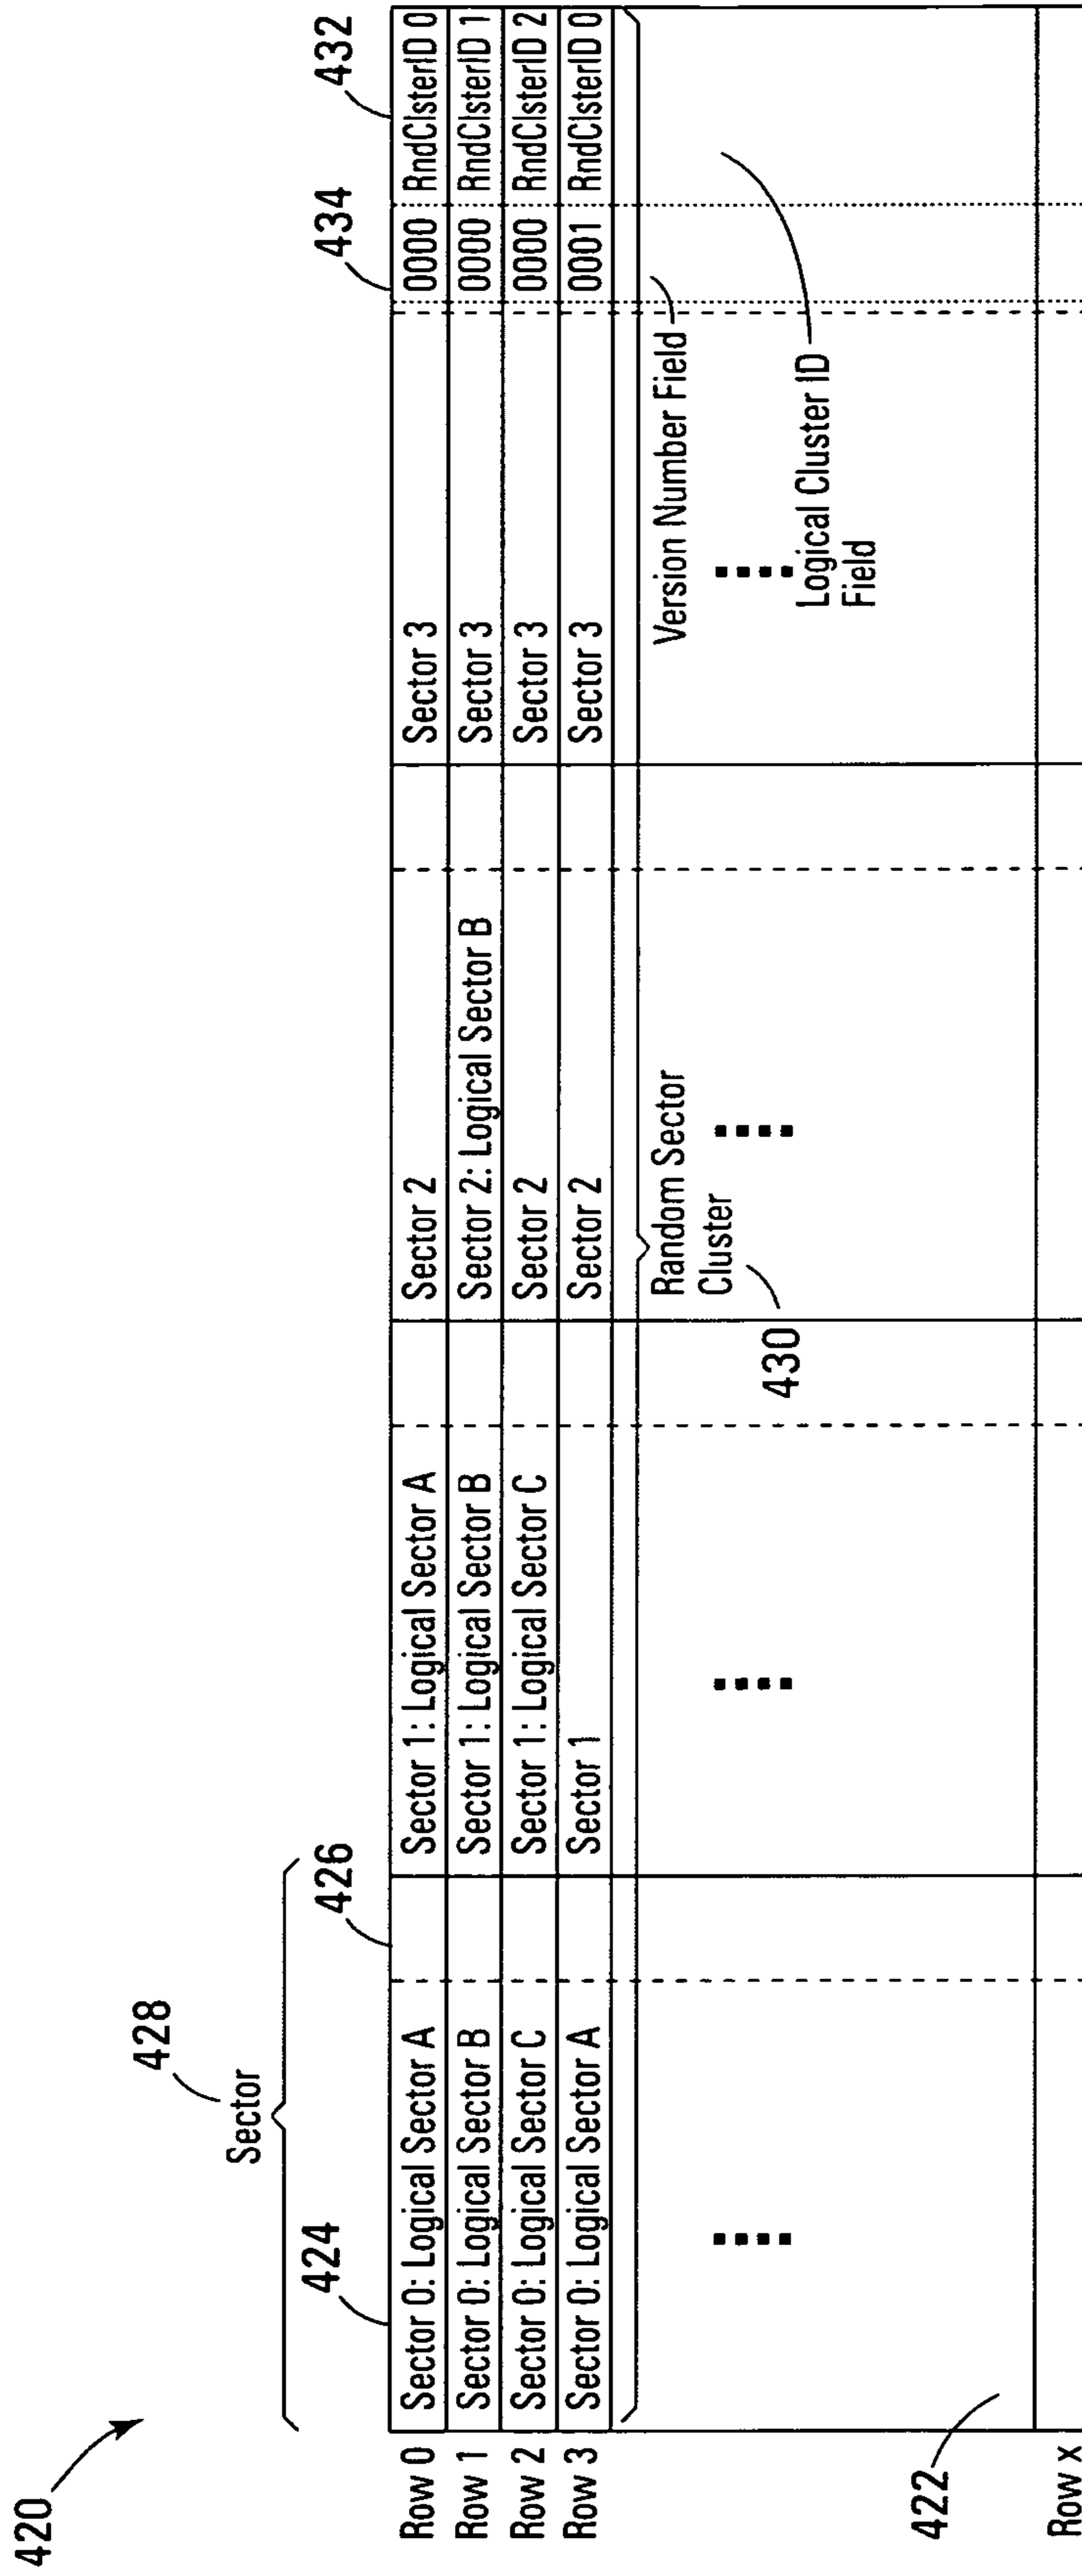 420
428
Sector
424
426
434
432
Row 0
Sector 0: Logical Sector A
Sector 1: Logical Sector A
Sector 2
Sector 3
0000
RndClsterID 0
Row 1
Sector 0: Logical Sector B
Sector 1: Logical Sector B
Sector 2: Logical Sector B
Sector 3
0000
RndClsterID 1
Row 2
Sector 0: Logical Sector C
Sector 1: Logical Sector C
Sector 2
Sector 3
0000
RndClsterID 2
Row 3
Sector 0: Logical Sector A
Sector 1
Sector 2
Sector 3
0001
RndClsterID 0
Random Sector
Cluster
430
Version Number Field
Logical Cluster ID
Field
422
Row x